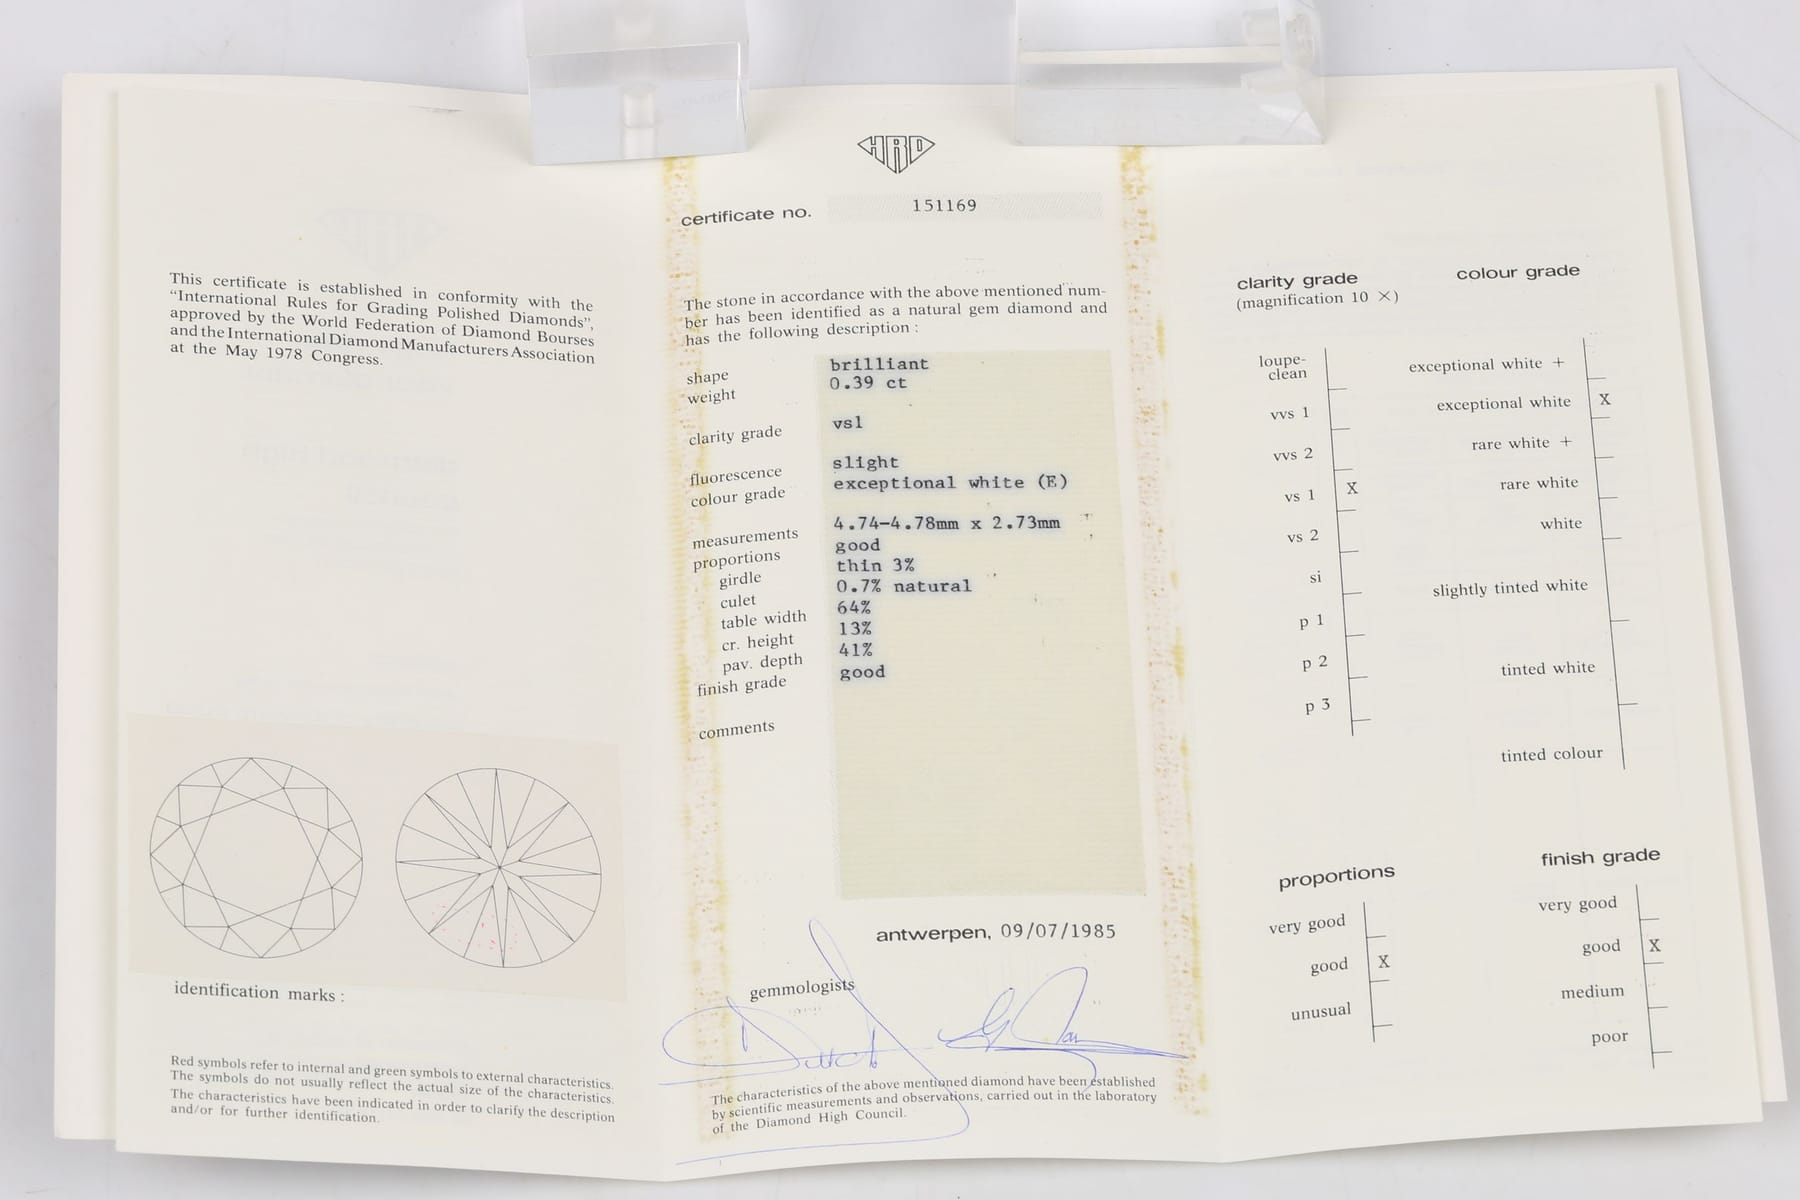 This certificate is established in conformity with the
“International Rules for Grading Polished Diamonds”,
approved by the World Federation of Diamond Bourses
and the International Diamond Manufacturers Association
at the May 1978 Congress.
identification marks :
Red symbols refer to internal and green symbols to external characteristics.
The symbols do not usually reflect the actual size of the characteristics.
The characteristics have been indicated in order to clarify the description
and/or for further identification.
HRD
certificate no. 151169
The stone in accordance with the above mentioned num-
ber has been identified as a natural gem diamond and
has the following description :
shape brilliant
weight 0.39 ct
clarity grade vs1
fluorescence slight
colour grade exceptional white (E)
measurements 4.74-4.78mm x 2.73mm
proportions good
girdle thin 3%
culet 0.7% natural
table width 64%
cr. height 13%
pav. depth 41%
finish grade good
comments
antwerpen, 09/07/1985
gemmologists
The characteristics of the above mentioned diamond have been established
by scientific measurements and observations, carried out in the laboratory
of the Diamond High Council.
clarity grade
(magnification 10 ×)
loupe-
clean
vvs 1
vvs 2
vs 1 X
vs 2
si
p 1
p 2
p 3
colour grade
exceptional white +
exceptional white X
rare white +
rare white
white
slightly tinted white
tinted white
tinted colour
proportions
very good
good X
unusual
finish grade
very good
good X
medium
poor